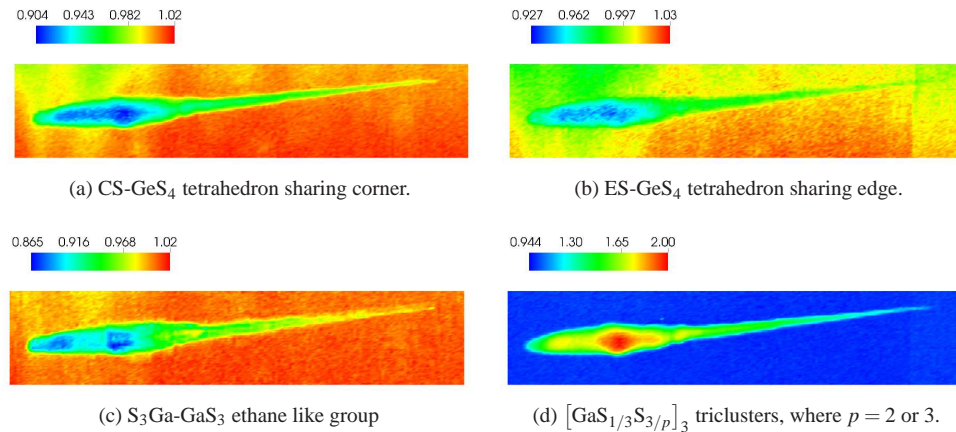 0.904 0.943 0.982 1.02
0.927 0.962 0.997 1.03
(a) CS-GeS₄ tetrahedron sharing corner.
(b) ES-GeS₄ tetrahedron sharing edge.
0.865 0.916 0.968 1.02
0.944 1.30 1.65 2.00
(c) S₃Ga-GaS₃ ethane like group
(d) [GaS₁/₃S₃/ₚ]₃ triclusters, where p = 2 or 3.